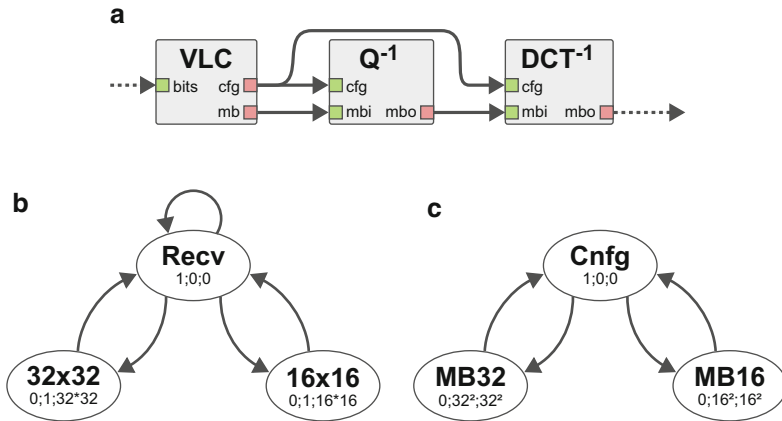 a
VLC
bits cfg
mb
Q⁻¹
cfg
mbi mbo
DCT⁻¹
cfg
mbi mbo
b
Recv
1;0;0
32x32
0;1;32*32
16x16
0;1;16*16
c
Cnfg
1;0;0
MB32
0;32²;32²
MB16
0;16²;16²